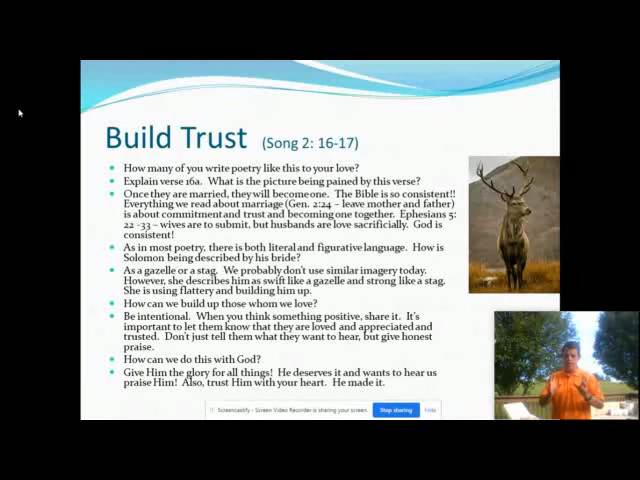 Build Trust (Song 2: 16-17)
How many of you write poetry like this to your love?
Explain verse 16a. What is the picture being pained by this verse?
Once they are married, they will become one. The Bible is so consistent!!
Everything we read about marriage (Gen. 2:24 – leave mother and father)
is about commitment and trust and becoming one together. Ephesians 5:
22 -33 – wives are to submit, but husbands are love sacrificially. God is
consistent!
As in most poetry, there is both literal and figurative language. How is
Solomon being described by his bride?
As a gazelle or a stag. We probably don't use similar imagery today.
However, she describes him as swift like a gazelle and strong like a stag.
She is using flattery and building him up.
How can we build up those whom we love?
Be intentional. When you think something positive, share it. It's
important to let them know that they are loved and appreciated and
trusted. Don't just tell them what they want to hear, but give honest
praise.
How can we do this with God?
Give Him the glory for all things! He deserves it and wants to hear us
praise Him! Also, trust Him with your heart. He made it.
Screencastify - Screen Video Recorder is sharing your screen. Stop sharing Hide